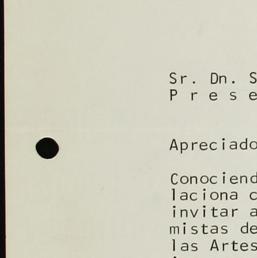 Sr. Dn. S
P r e s e
Apreciado
Conociend
laciona c
invitar a
mistas de
las Artes